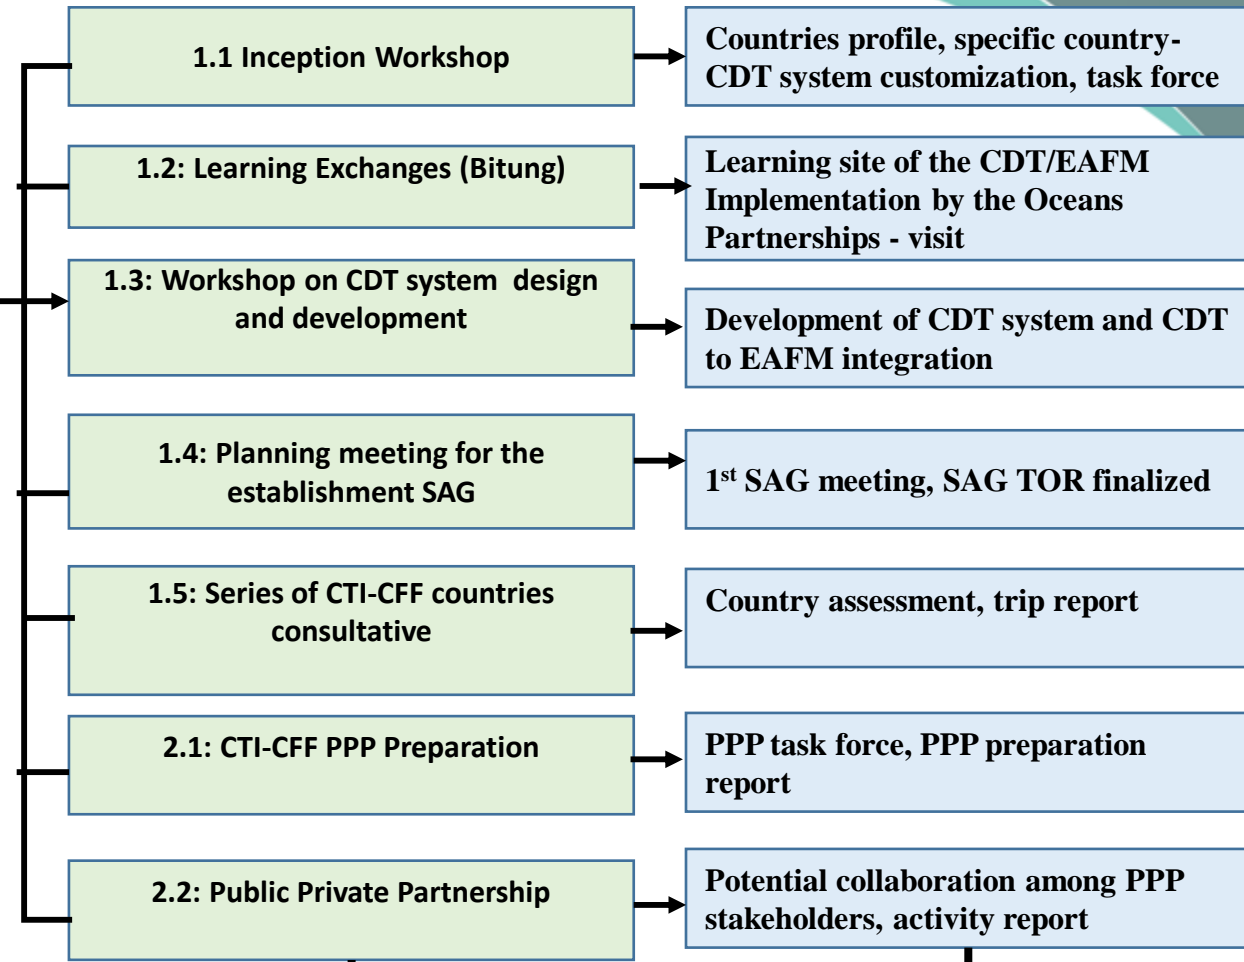 1.1 Inception Workshop
Countries profile, specific country-
CDT system customization, task force
1.2: Learning Exchanges (Bitung)
Learning site of the CDT/EAFM
Implementation by the Oceans
Partnerships - visit
1.3: Workshop on CDT system design
and development
Development of CDT system and CDT
to EAFM integration
1.4: Planning meeting for the
establishment SAG
1st SAG meeting, SAG TOR finalized
1.5: Series of CTI-CFF countries
consultative
Country assessment, trip report
2.1: CTI-CFF PPP Preparation
PPP task force, PPP preparation
report
2.2: Public Private Partnership
Potential collaboration among PPP
stakeholders, activity report